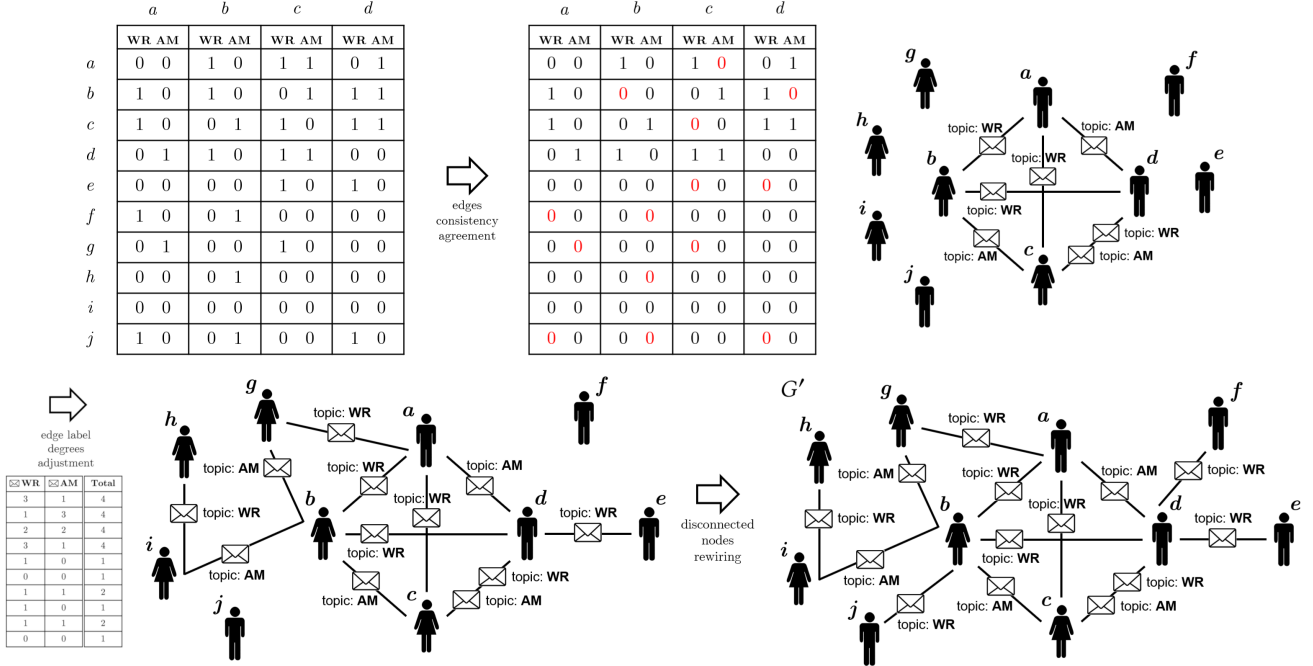 a b c d
WR AM WR AM WR AM WR AM
a 0 0 1 0 1 1 0 1
b 1 0 1 0 0 1 1 1
c 1 0 0 1 1 0 1 1
d 0 1 1 0 1 1 0 0
e 0 0 0 0 1 0 1 0
f 1 0 0 1 0 0 0 0
g 0 1 0 0 1 0 0 0
h 0 0 0 1 0 0 0 0
i 0 0 0 0 0 0 0 0
j 1 0 0 1 0 0 1 0
edges
consistency
agreement
a b c d
WR AM WR AM WR AM WR AM
0 0 1 0 1 0 0 1
1 0 0 0 0 1 1 0
1 0 0 1 0 0 1 1
0 1 1 0 1 1 0 0
0 0 0 0 0 0 0 0
0 0 0 0 0 0 0 0
0 0 0 0 0 0 0 0
0 0 0 0 0 0 0 0
0 0 0 0 0 0 0 0
0 0 0 0 0 0 0 0
g
f
a
h
topic: WR
topic: AM
b
topic: WR
d
e
topic: WR
i
topic: WR
topic: AM
c
topic: AM
j
edge label
degrees
adjustment
WR AM Total
3 1 4
1 3 4
2 2 4
3 1 4
1 0 1
0 0 1
1 1 2
1 0 1
1 1 2
0 0 1
g
f
a
h
topic: WR
topic: AM
topic: WR
topic: AM
b
topic: WR
d
e
topic: WR
topic: WR
topic: WR
i
topic: AM
topic: WR
topic: AM
c
topic: AM
j
disconnected
nodes
rewiring
G′
g
f
a
h
topic: WR
topic: AM
topic: WR
topic: AM
topic: WR
b
topic: WR
d
e
topic: WR
topic: WR
topic: WR
i
topic: AM
topic: WR
topic: AM
c
topic: AM
j
topic: WR